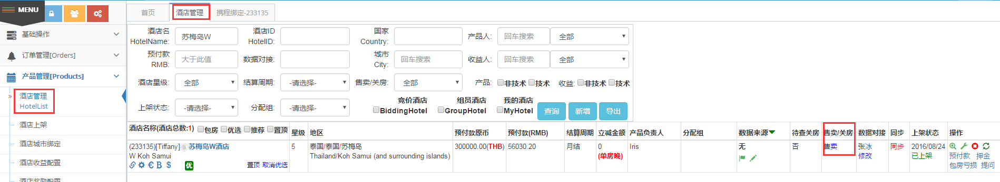 MENU
首页 酒店管理 携程绑定-233135
基础操作
订单管理[Orders]
产品管理[Products]
酒店管理
HotelList
酒店上架
酒店城市绑定
酒店收益配置
酒店奖励配置
酒店名 HotelName: 苏梅岛W 酒店ID HotelID: 国家 Country: 产品人: 回车搜索 全部
预付款 RMB: 大于此值 数据对接: 城市 City: 回车搜索 收益人: 回车搜索 全部
酒店星级: 全部 结算周期: -请选择- 售卖/关房: 全部 产品: 非技术 技术 收益: 非技术 技术
上架状态: -请选择- 分配组: -请选择- 竞价酒店 BiddingHotel 组员酒店 GroupHotel 我的酒店 MyHotel 查询 新增 导出
酒店名称(酒店总数:1) 包房 优选 推荐 置顶 星级 地区 预付款原币 预付款(RMB) 结算周期 立减金额 产品负责人 分配组 数据来源 待查关房 售卖/关房 数据对接 同步 上架状态 操作
(233135)[Tiffany] 苏梅岛W酒店 5 泰国/泰国/苏梅岛 300000.00(THB) 56030.20 月结 0 Iris 无 否 售卖 张冰 同步 2016/08/24
W Koh Samui Thailand/Koh Samui (and surrounding islands) (单房晚) 修改 已上架 预付款 押金
优 置顶 取消优选 包房亏损 提问